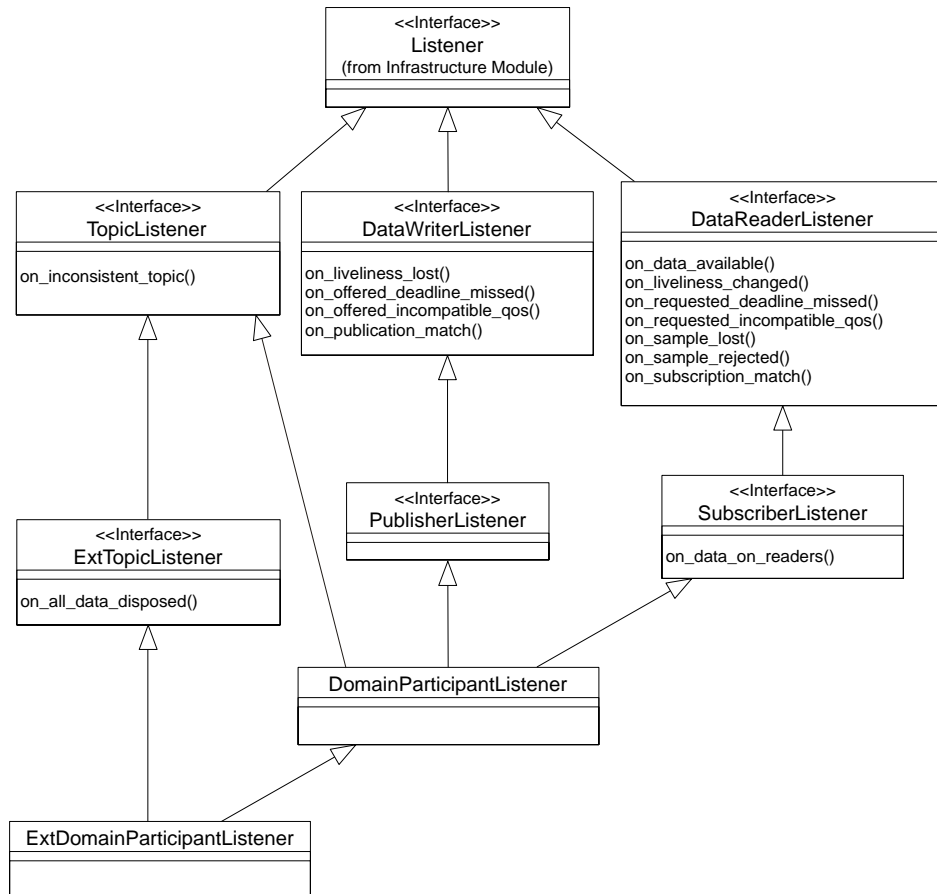 <<Interface>>
Listener
(from Infrastructure Module)
<<Interface>>
TopicListener
on_inconsistent_topic()
<<Interface>>
DataWriterListener
on_liveliness_lost()
on_offered_deadline_missed()
on_offered_incompatible_qos()
on_publication_match()
<<Interface>>
DataReaderListener
on_data_available()
on_liveliness_changed()
on_requested_deadline_missed()
on_requested_incompatible_qos()
on_sample_lost()
on_sample_rejected()
on_subscription_match()
<<Interface>>
ExtTopicListener
on_all_data_disposed()
<<Interface>>
PublisherListener
<<Interface>>
SubscriberListener
on_data_on_readers()
DomainParticipantListener
ExtDomainParticipantListener